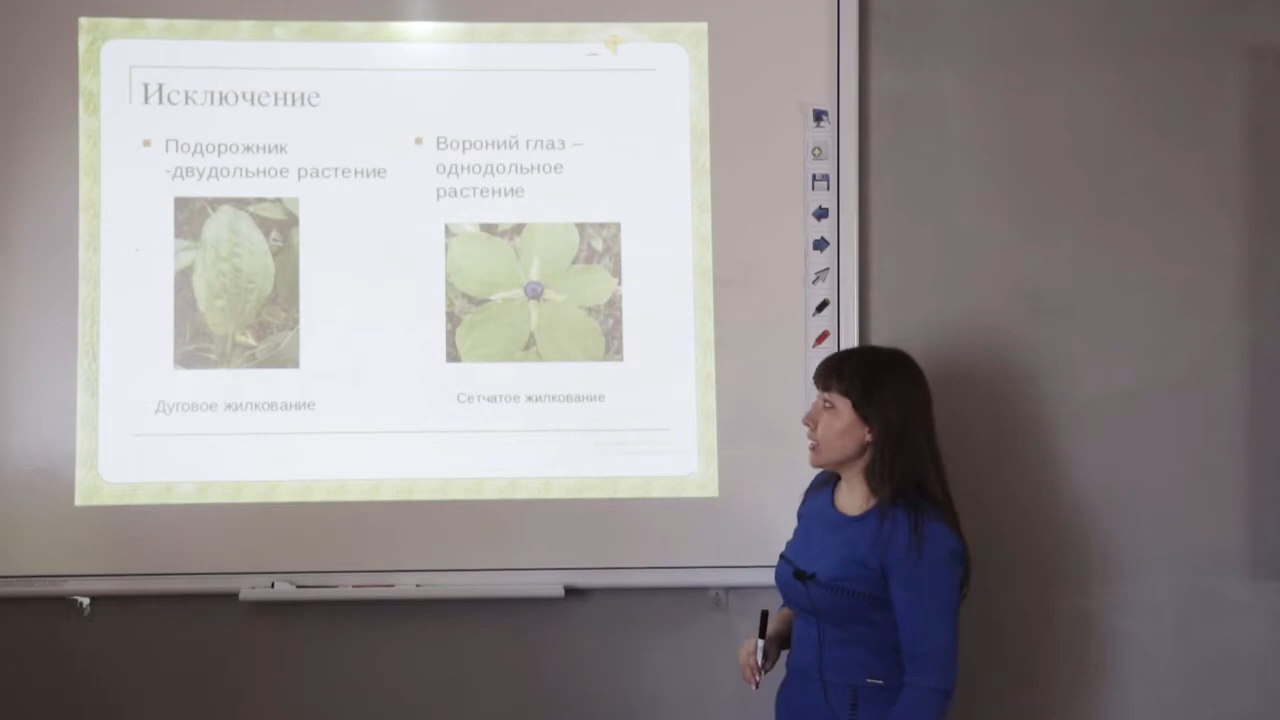 Исключение
Подорожник
-двудольное растение
Вороний глаз –
однодольное
растение
Дуговое жилкование
Сетчатое жилкование